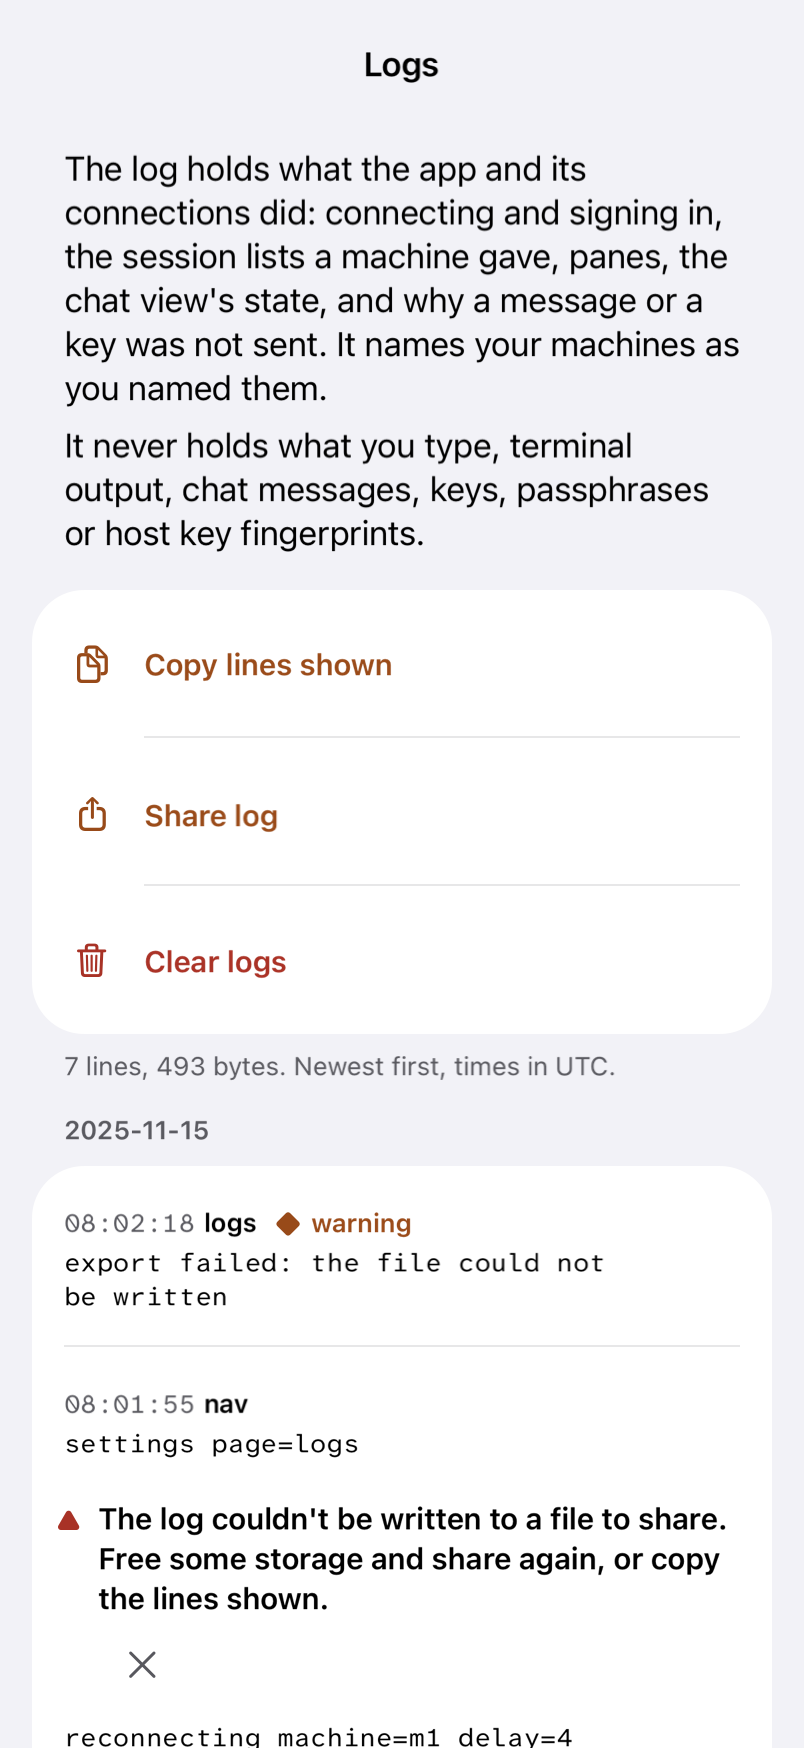 Logs
The log holds what the app and its
connections did: connecting and signing in,
the session lists a machine gave, panes, the
chat view's state, and why a message or a
key was not sent. It names your machines as
you named them.
It never holds what you type, terminal
output, chat messages, keys, passphrases
or host key fingerprints.
Copy lines shown
Share log
Clear logs
7 lines, 493 bytes. Newest first, times in UTC.
2025-11-15
08:02:18 logs warning
export failed: the file could not
be written
08:01:55 nav
settings page=logs
The log couldn't be written to a file to share.
Free some storage and share again, or copy
the lines shown.
reconnecting machine=m1 delay=4